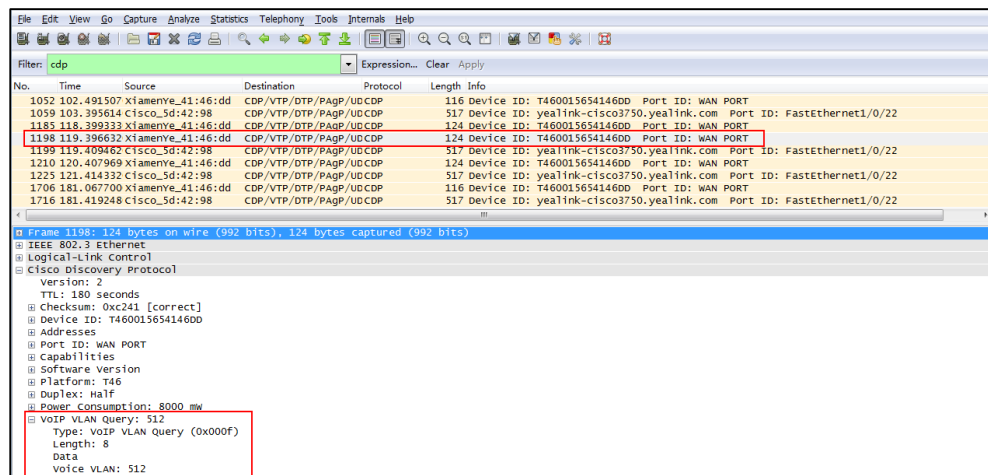 File Edit View Go Capture Analyze Statistics Telephony Tools Internals Help
Filter: cdp Expression... Clear Apply
No. Time Source Destination Protocol Length Info
1052 102.491507 XiamenYe_41:46:dd CDP/VTP/DTP/PAgP/UD CDP 116 Device ID: T460015654146DD Port ID: WAN PORT
1059 103.395614 Cisco_5d:42:98 CDP/VTP/DTP/PAgP/UD CDP 517 Device ID: yealink-cisco3750.yealink.com Port ID: FastEthernet1/0/22
1185 118.399333 XiamenYe_41:46:dd CDP/VTP/DTP/PAgP/UD CDP 124 Device ID: T460015654146DD Port ID: WAN PORT
1198 119.396632 XiamenYe_41:46:dd CDP/VTP/DTP/PAgP/UD CDP 124 Device ID: T460015654146DD Port ID: WAN PORT
1199 119.409462 Cisco_5d:42:98 CDP/VTP/DTP/PAgP/UD CDP 517 Device ID: yealink-cisco3750.yealink.com Port ID: FastEthernet1/0/22
1210 120.407969 XiamenYe_41:46:dd CDP/VTP/DTP/PAgP/UD CDP 124 Device ID: T460015654146DD Port ID: WAN PORT
1225 121.414332 Cisco_5d:42:98 CDP/VTP/DTP/PAgP/UD CDP 517 Device ID: yealink-cisco3750.yealink.com Port ID: FastEthernet1/0/22
1706 181.067700 XiamenYe_41:46:dd CDP/VTP/DTP/PAgP/UD CDP 116 Device ID: T460015654146DD Port ID: WAN PORT
1716 181.419248 Cisco_5d:42:98 CDP/VTP/DTP/PAgP/UD CDP 517 Device ID: yealink-cisco3750.yealink.com Port ID: FastEthernet1/0/22
Frame 1198: 124 bytes on wire (992 bits), 124 bytes captured (992 bits)
IEEE 802.3 Ethernet
Logical-Link Control
Cisco Discovery Protocol
Version: 2
TTL: 180 seconds
Checksum: 0xc241 [correct]
Device ID: T460015654146DD
Addresses
Port ID: WAN PORT
Capabilities
Software Version
Platform: T46
Duplex: Half
Power Consumption: 8000 mW
VoIP VLAN Query: 512
Type: VoIP VLAN Query (0x000f)
Length: 8
Data
Voice VLAN: 512